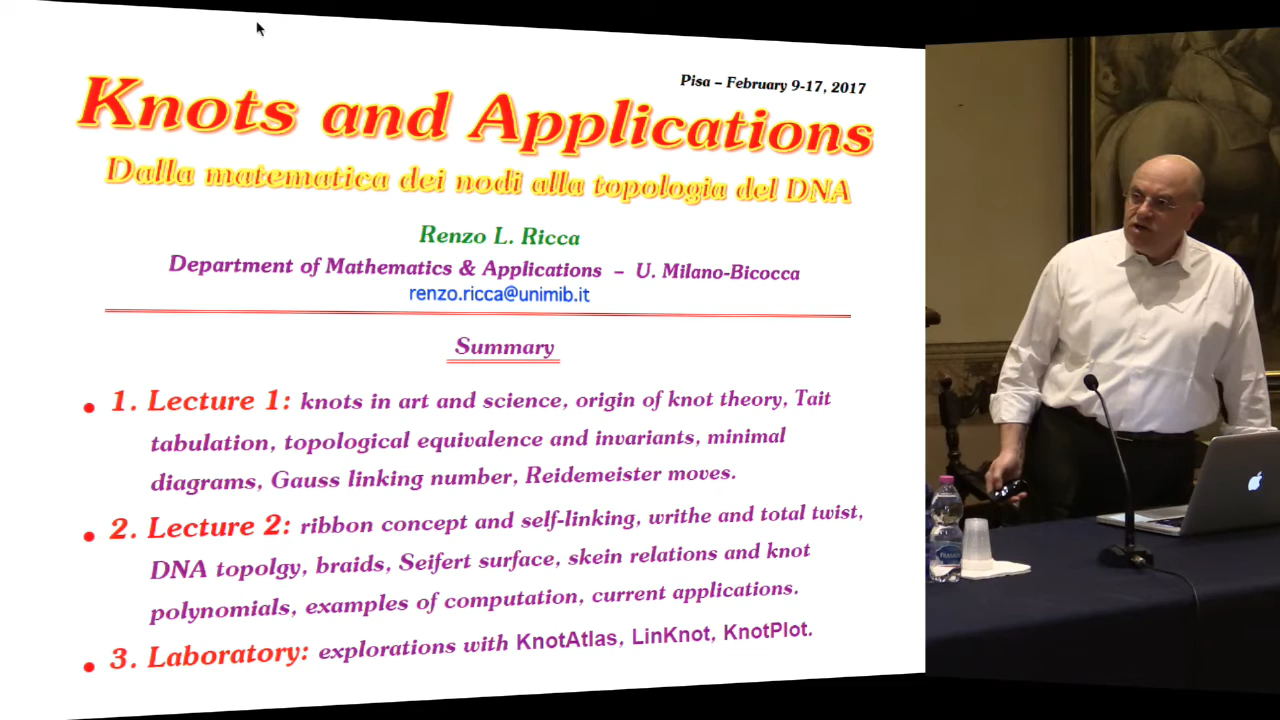 Pisa – February 9-17, 2017
Knots and Applications
Dalla matematica dei nodi alla topologia del DNA
Renzo L. Ricca
Department of Mathematics & Applications – U. Milano-Bicocca
renzo.ricca@unimib.it
Summary
• 1. Lecture 1: knots in art and science, origin of knot theory, Tait
tabulation, topological equivalence and invariants, minimal
diagrams, Gauss linking number, Reidemeister moves.
• 2. Lecture 2: ribbon concept and self-linking, writhe and total twist,
DNA topolgy, braids, Seifert surface, skein relations and knot
polynomials, examples of computation, current applications.
• 3. Laboratory: explorations with KnotAtlas, LinKnot, KnotPlot.